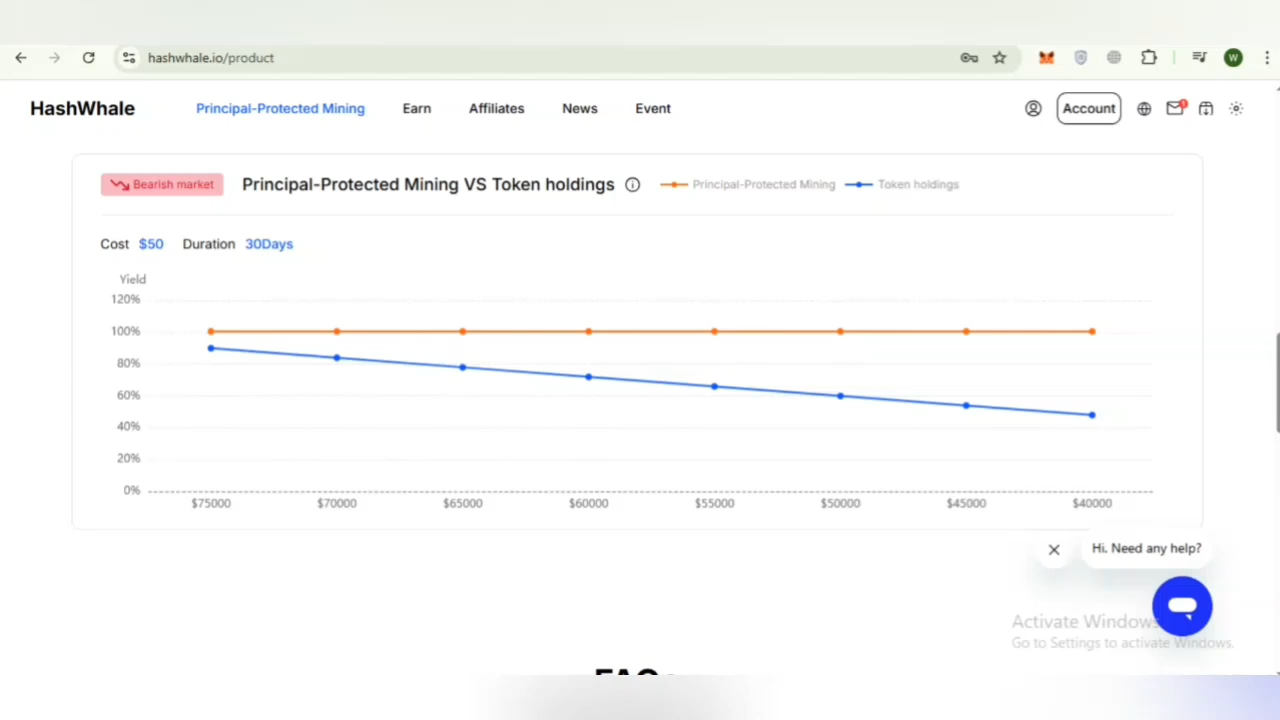 hashwhale.io/product
W
HashWhale
Principal-Protected Mining
Earn
Affiliates
News
Event
Account
1
Bearish market
Principal-Protected Mining VS Token holdings
Principal-Protected Mining
Token holdings
Cost $50 Duration 30Days
Yield
120%
100%
80%
60%
40%
20%
0%
$75000 $70000 $65000 $60000 $55000 $50000 $45000 $40000
Hi. Need any help?
Activate Windows
Go to Settings to activate Windows.